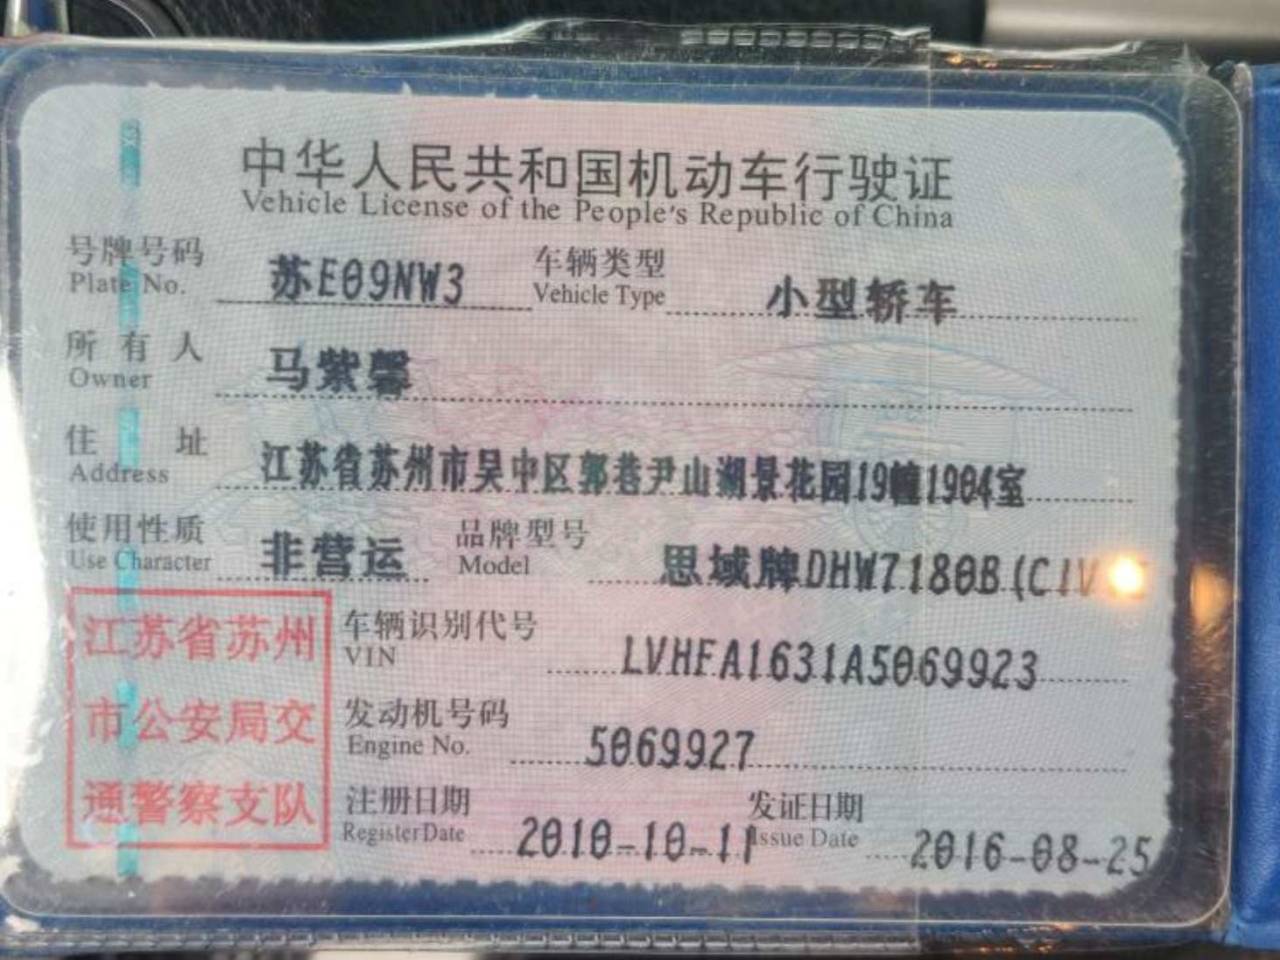 中华人民共和国机动车行驶证
Vehicle License of the People's Republic of China
号牌号码 苏E09NW3 车辆类型 小型轿车
Plate No. Vehicle Type
所有人 马紫馨
Owner
住址 江苏省苏州市吴中区郭巷尹山湖景花园19幢1904室
Address
使用性质 非营运 品牌型号 思域牌DHW7180B(CIV
Use Character Model
江苏省苏州
市公安局交
通警察支队
车辆识别代号 LVHFA1631A5069923
VIN
发动机号码 5069927
Engine No.
注册日期 2010-10-11 发证日期 2016-08-25
Register Date Issue Date